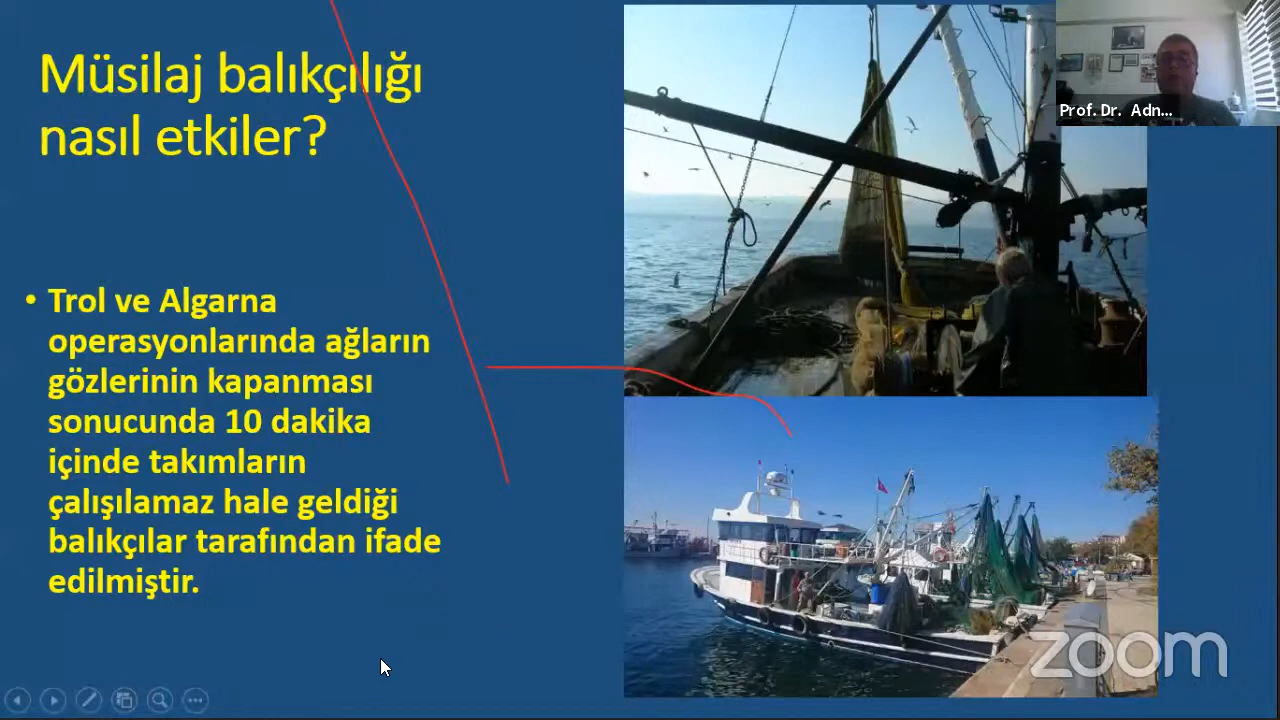 Müsilaj balıkçılığı
nasıl etkiler?
• Trol ve Algarna
operasyonlarında ağların
gözlerinin kapanması
sonucunda 10 dakika
içinde takımların
çalışılamaz hale geldiği
balıkçılar tarafından ifade
edilmiştir.
Prof. Dr. Adn...
zoom